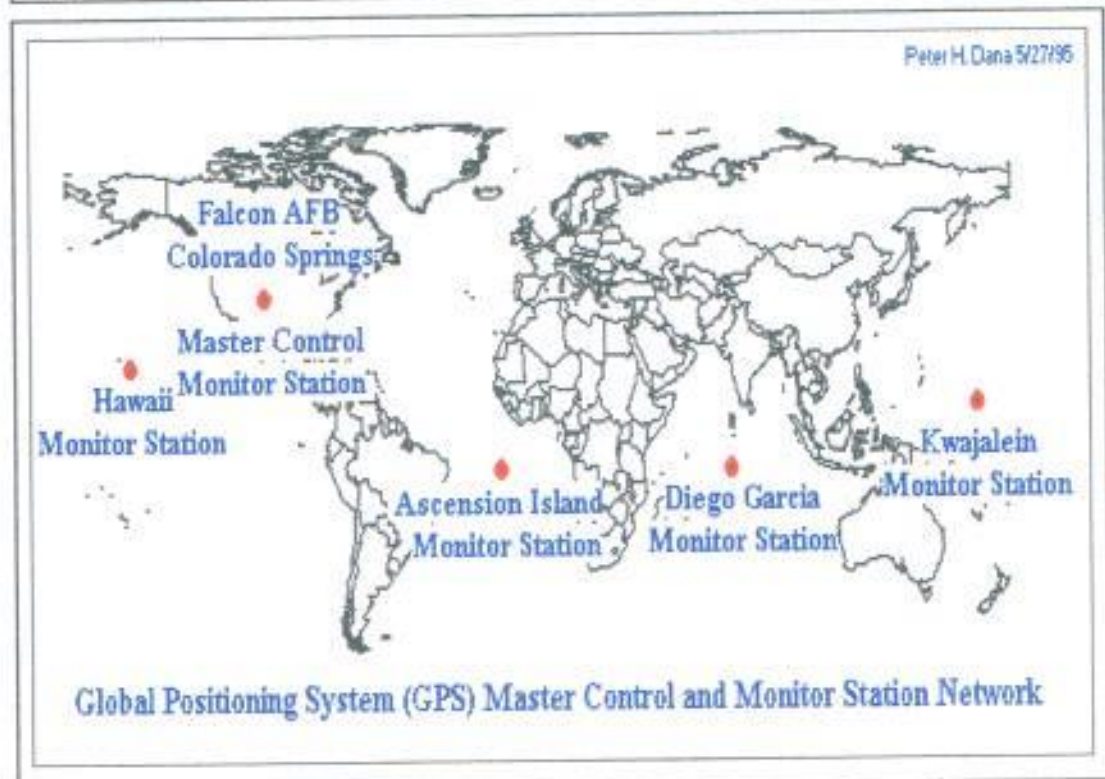 Peter H. Dana 5/27/95
Falcon AFB
Colorado Springs
Master Control
Monitor Station
Hawaii
Monitor Station
Ascension Island
Monitor Station
Diego Garcia
Monitor Station
Kwajalein
Monitor Station
Global Positioning System (GPS) Master Control and Monitor Station Network